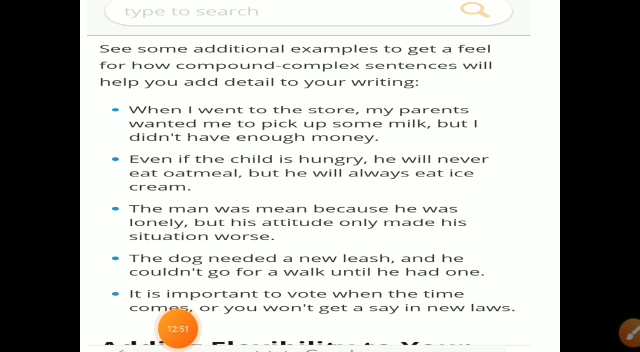 type to search
See some additional examples to get a feel
for how compound-complex sentences will
help you add detail to your writing:
When I went to the store, my parents
wanted me to pick up some milk, but I
didn't have enough money.
Even if the child is hungry, he will never
eat oatmeal, but he will always eat ice
cream.
The man was mean because he was
lonely, but his attitude only made his
situation worse.
The dog needed a new leash, and he
couldn't go for a walk until he had one.
It is important to vote when the time
comes, or you won't get a say in new laws.
12:51